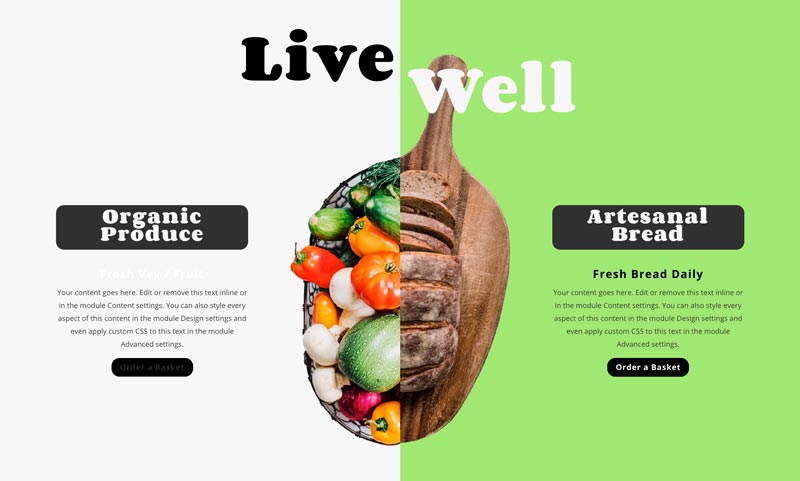 Live
Well
Organic
Produce
Fresh Veg / Fruit
Your content goes here. Edit or remove this text inline or
in the module Content settings. You can also style every
aspect of this content in the module Design settings and
even apply custom CSS to this text in the module
Advanced settings.
Order a Basket
Artesanal
Bread
Fresh Bread Daily
Your content goes here. Edit or remove this text inline or
in the module Content settings. You can also style every
aspect of this content in the module Design settings and
even apply custom CSS to this text in the module
Advanced settings.
Order a Basket